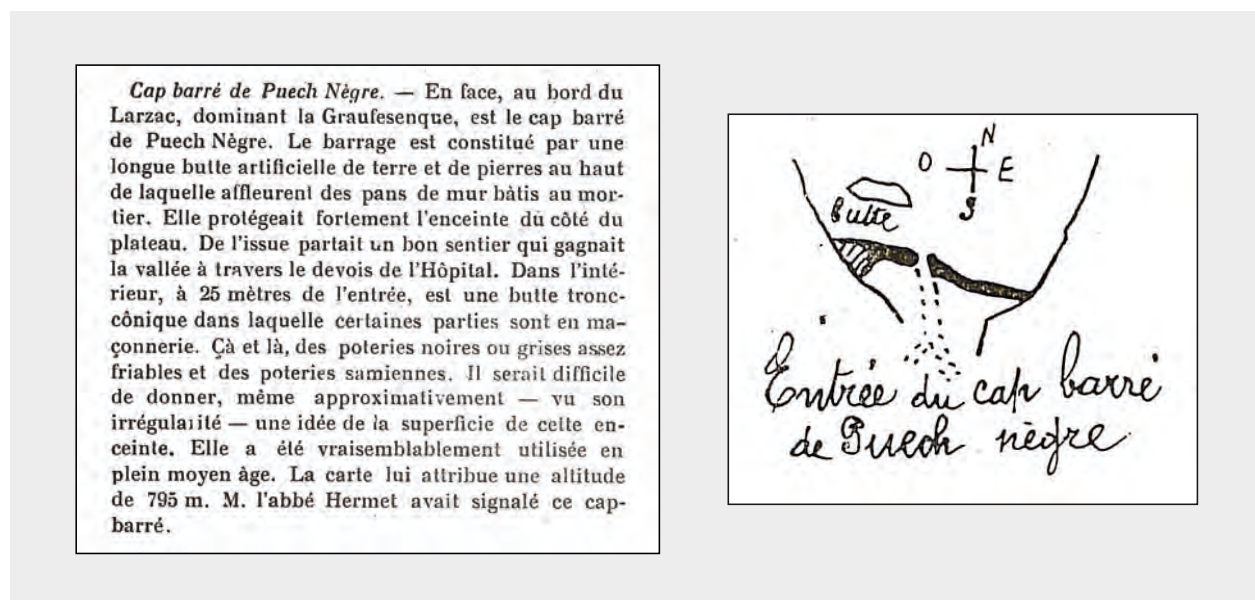 Cap barré de Puech Nègre. — En face, au bord du
Larzac, dominant la Graufesenque, est le cap barré
de Puech Nègre. Le barrage est constitué par une
longue butte artificielle de terre et de pierres au haut
de laquelle affleurent des pans de mur bâtis au mor-
tier. Elle protégeait fortement l'enceinte du côté du
plateau. De l'issue partait un bon sentier qui gagnait
la vallée à travers le devois de l'Hôpital. Dans l'inté-
rieur, à 25 mètres de l'entrée, est une butte tronc-
cônique dans laquelle certaines parties sont en ma-
çonnerie. Çà et là, des poteries noires ou grises assez
friables et des poteries samiennes. Il serait difficile
de donner, même approximativement — vu son
irrégularité — une idée de la superficie de cette en-
ceinte. Elle a été vraisemblablement utilisée en
plein moyen âge. La carte lui attribue une altitude
de 795 m. M. l'abbé Hermet avait signalé ce cap-
barré.
N
O E
S
butte
Entrée du cap barré
de Puech nègre